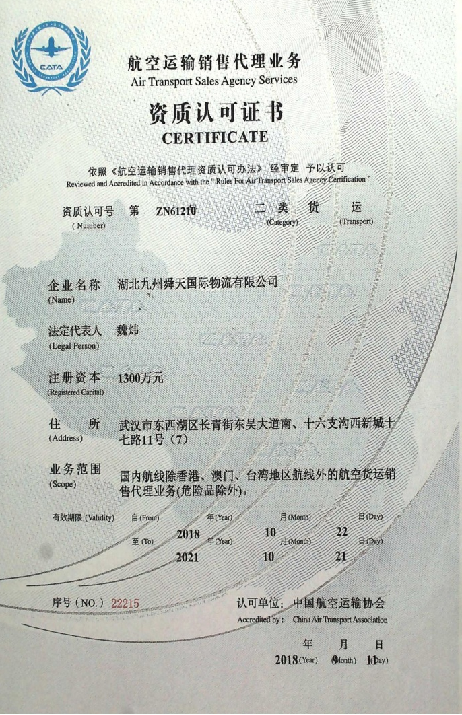 CATA
航空运输销售代理业务
Air Transport Sales Agency Services
资质认可证书
CERTIFICATE
依照《航空运输销售代理资质认可办法》 经审定 予以认可
Reviewed and Accredited in Accordance with the " Rules For Air Transport Sales Agency Certification "
资质认可号 第 ZN61210 二类货运
(Number) (Category) (Transport)
企业名称 湖北九州舜天国际物流有限公司
(Name)
法定代表人 魏炜
(Legal Person)
注册资本 1300万元
(Registered Capital)
住所 武汉市东西湖区长青街东吴大道南、十六支沟西新城十
(Address) 七路11号（7）
业务范围 国内航线除香港、澳门、台湾地区航线外的航空货运销
(Scope) 售代理业务(危险品除外)。
有效期限 (Validity) 自 (From) 2018 年 (Year) 10 月 (Month) 22 日 (Day)
至 (To) 2021 年 (Year) 10 月 (Month) 21 日 (Day)
序号 (NO.) 22215 认可单位: 中国航空运输协会
Accredited by : China Air Transport Association
年 月 日
2018 (Year) (Month) (Day)